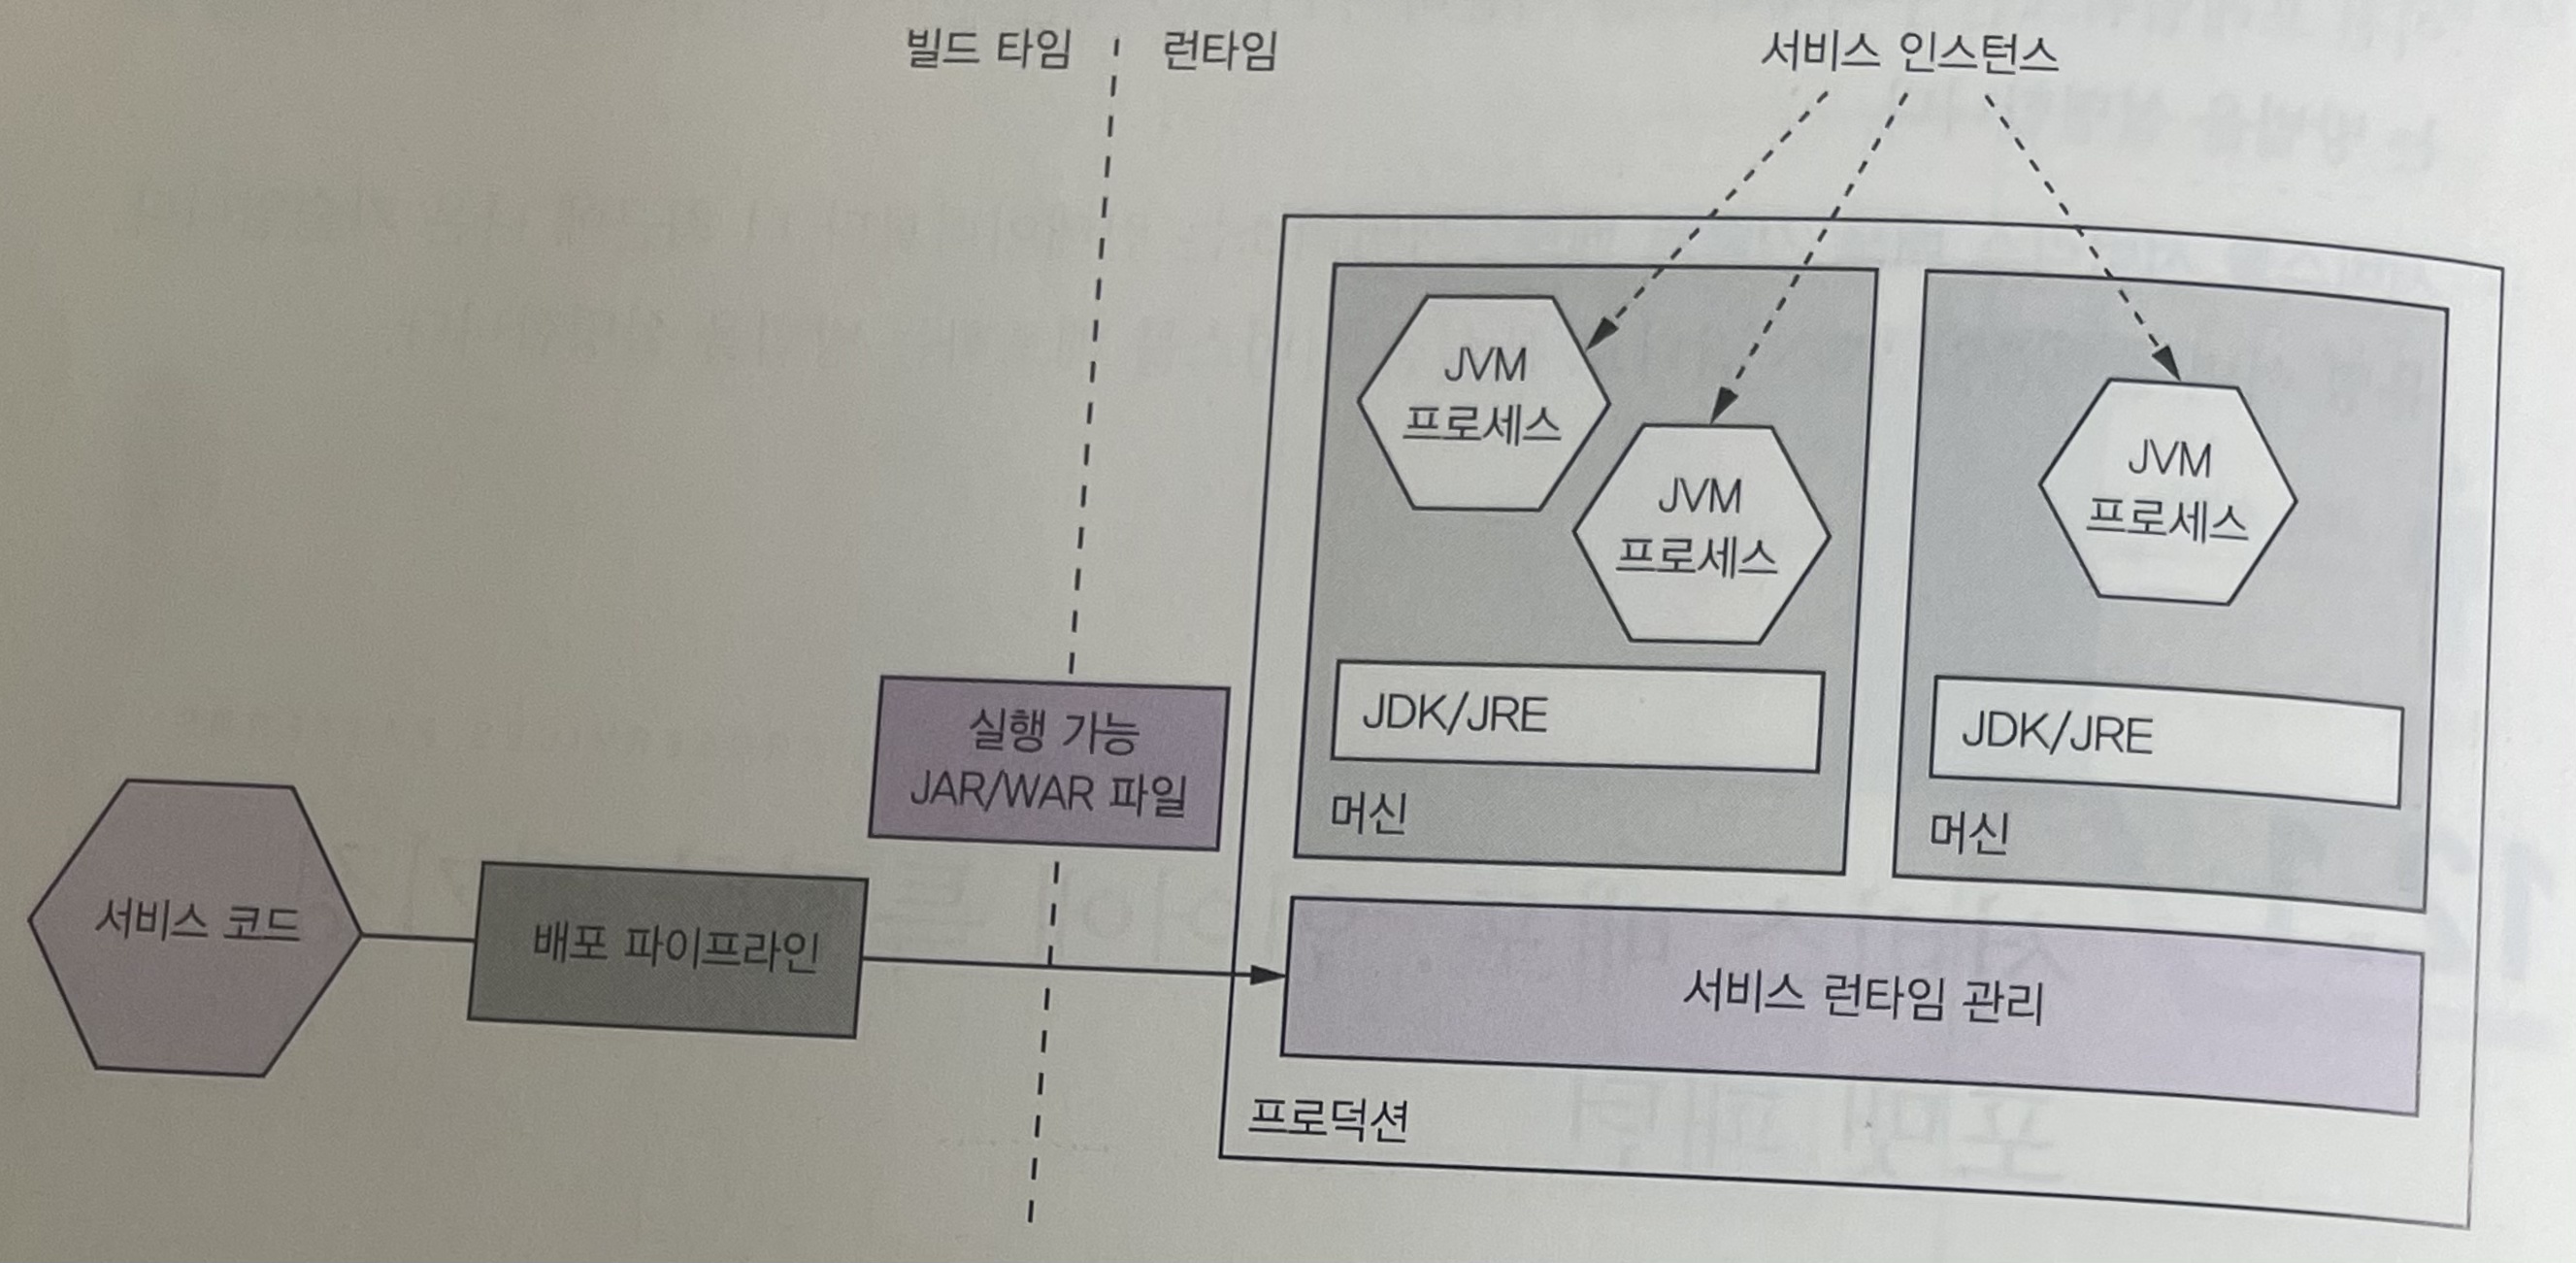 빌드 타임
런타임
서비스 인스턴스
JVM
프로세스
JVM
프로세스
JVM
프로세스
JDK/JRE
JDK/JRE
머신
머신
실행 가능
JAR/WAR 파일
서비스 코드
배포 파이프라인
서비스 런타임 관리
프로덕션